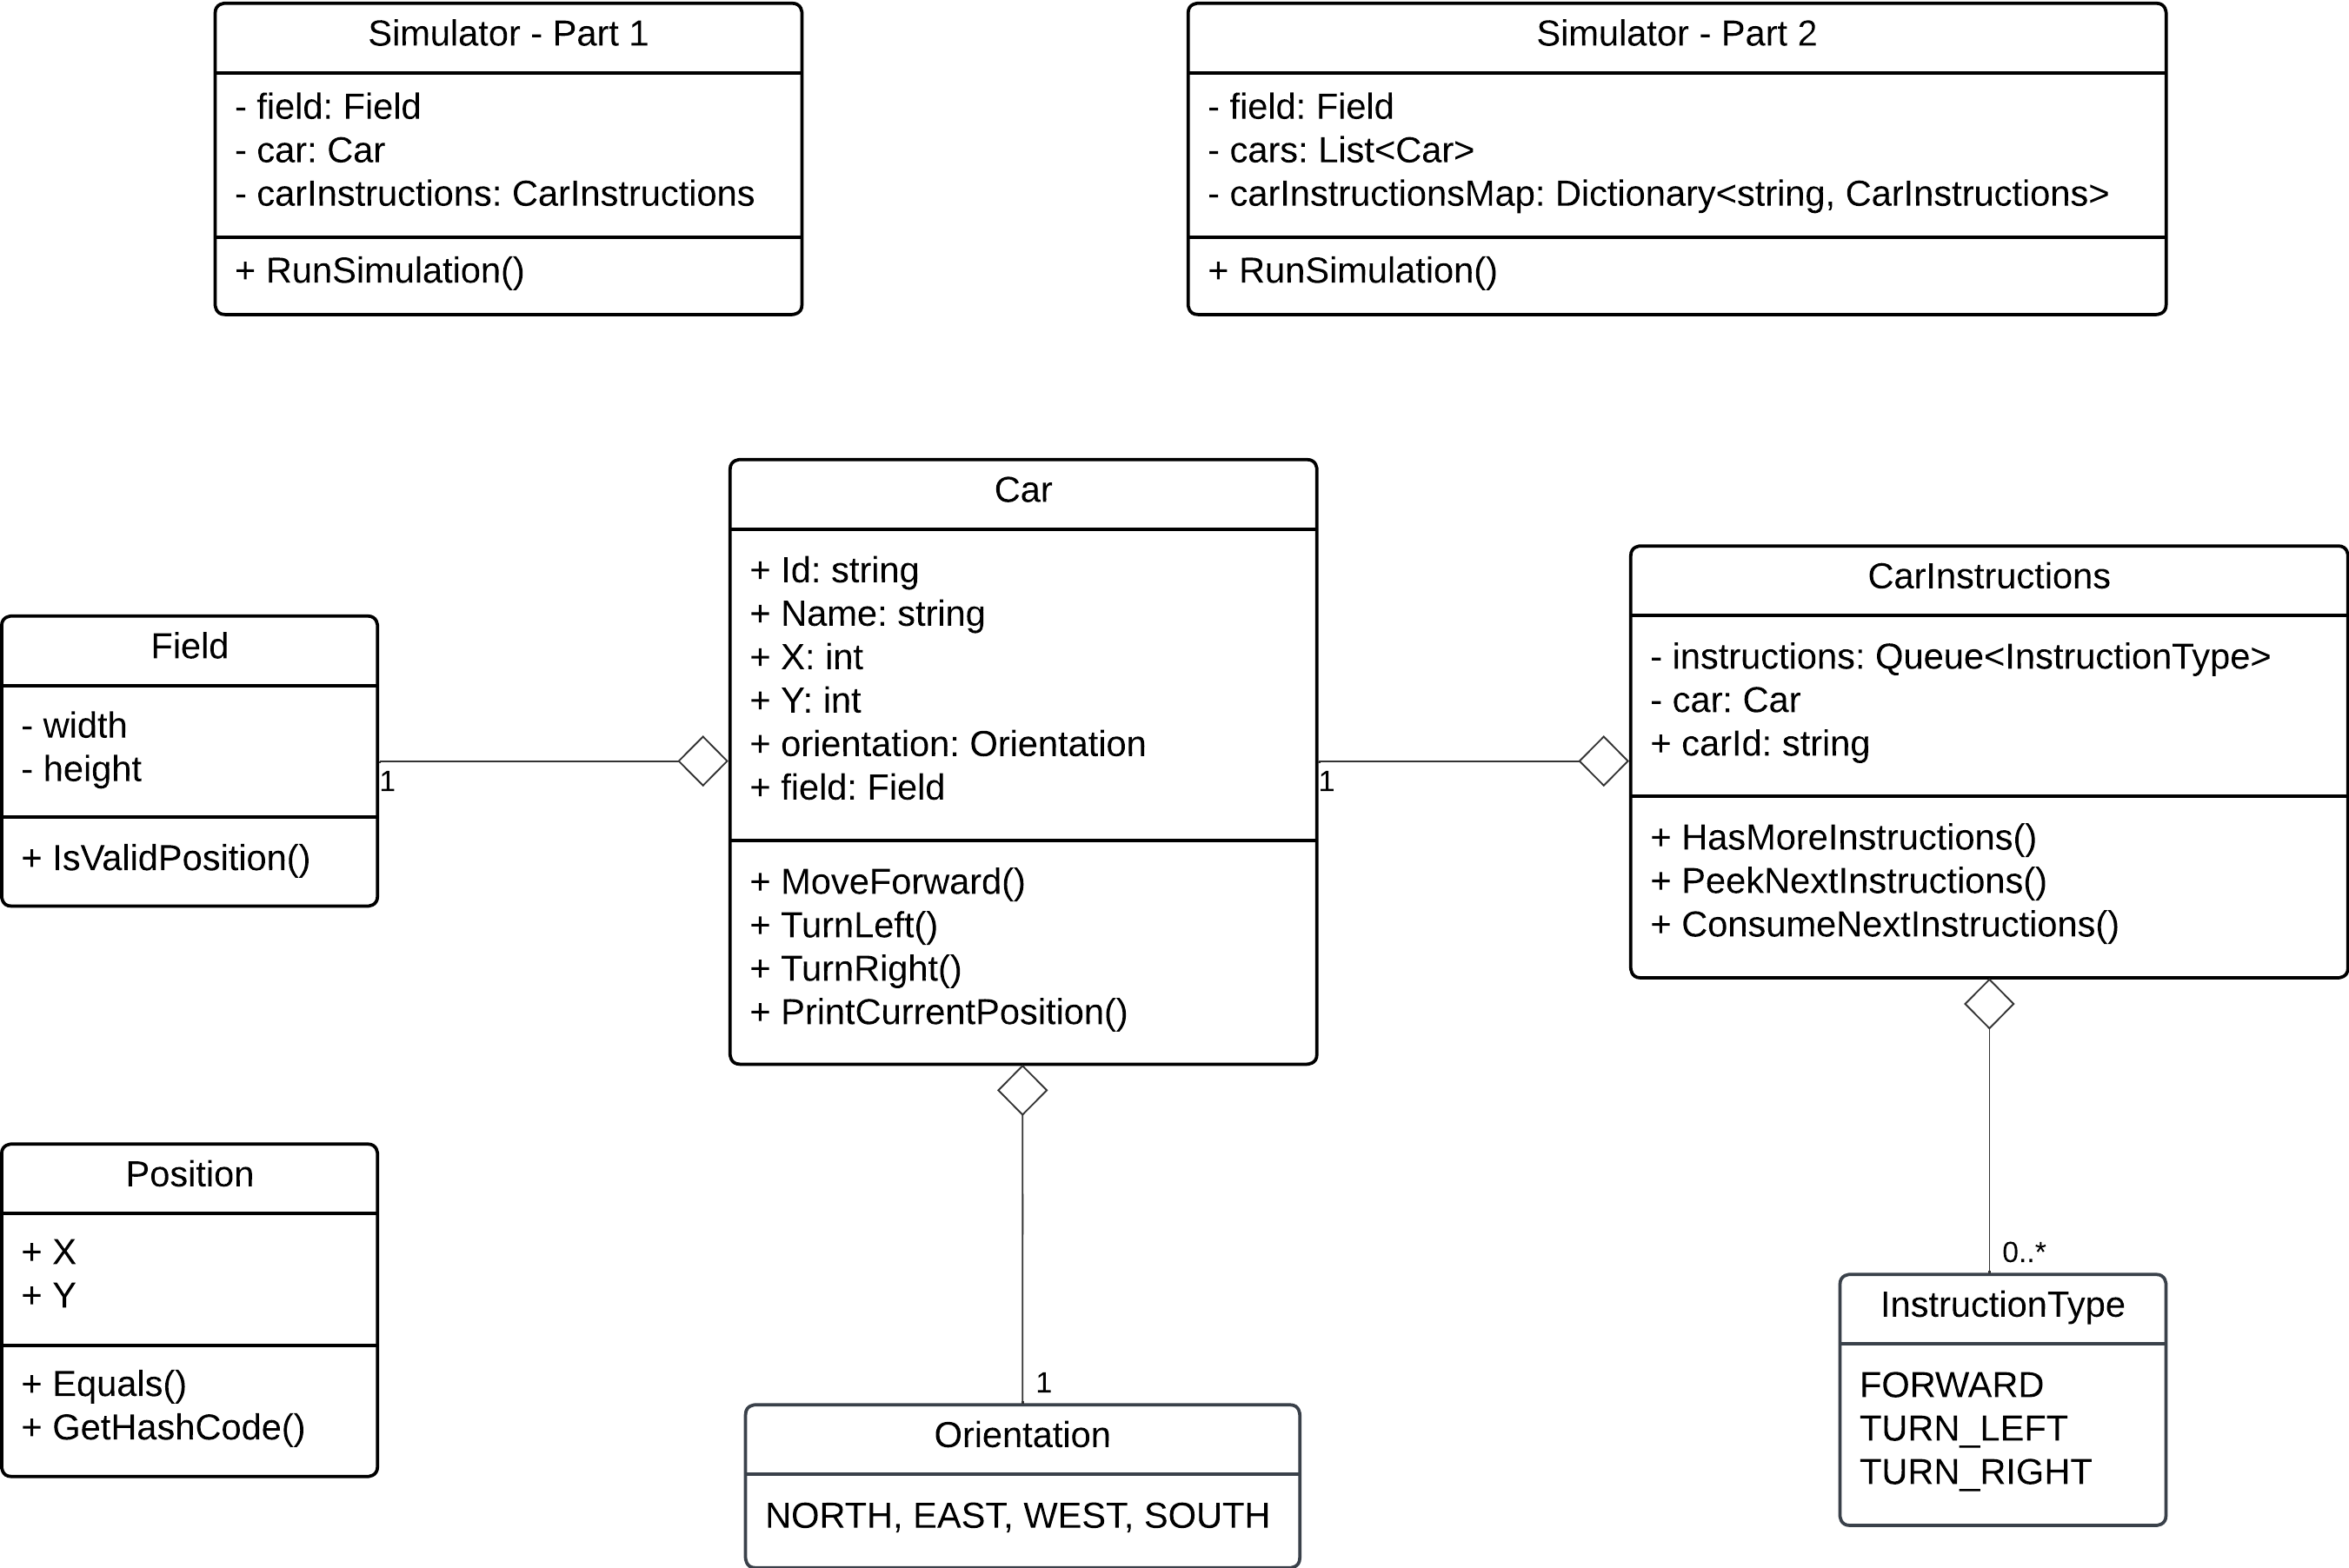 Simulator - Part 1
- field: Field
- car: Car
- carInstructions: CarInstructions
+ RunSimulation()
Simulator - Part 2
- field: Field
- cars: List<Car>
- carInstructionsMap: Dictionary<string, CarInstructions>
+ RunSimulation()
Field
- width
- height
+ IsValidPosition()
1
Car
+ Id: string
+ Name: string
+ X: int
+ Y: int
+ orientation: Orientation
+ field: Field
+ MoveForward()
+ TurnLeft()
+ TurnRight()
+ PrintCurrentPosition()
1
CarInstructions
- instructions: Queue<InstructionType>
- car: Car
+ carId: string
+ HasMoreInstructions()
+ PeekNextInstructions()
+ ConsumeNextInstructions()
Position
+ X
+ Y
+ Equals()
+ GetHashCode()
1
Orientation
NORTH, EAST, WEST, SOUTH
0..*
InstructionType
FORWARD
TURN_LEFT
TURN_RIGHT